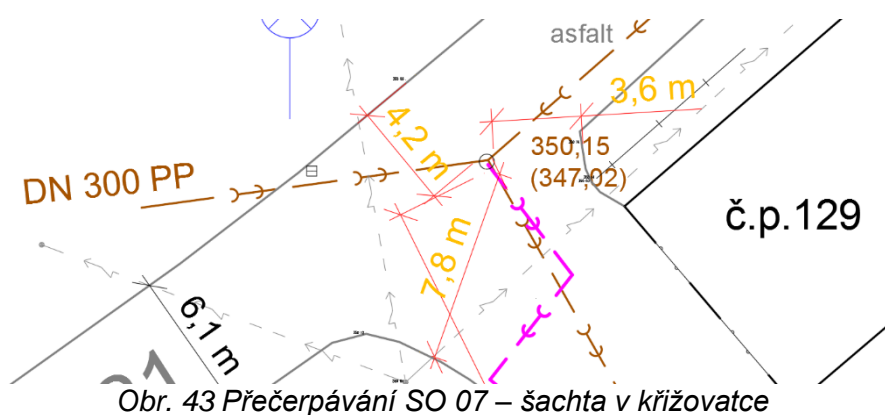 asfalt
3,6 m
4,2 m
350,15
(347,02)
DN 300 PP
č.p.129
7,8 m
6,1 m
Obr. 43 Přečerpávání SO 07 – šachta v křižovatce